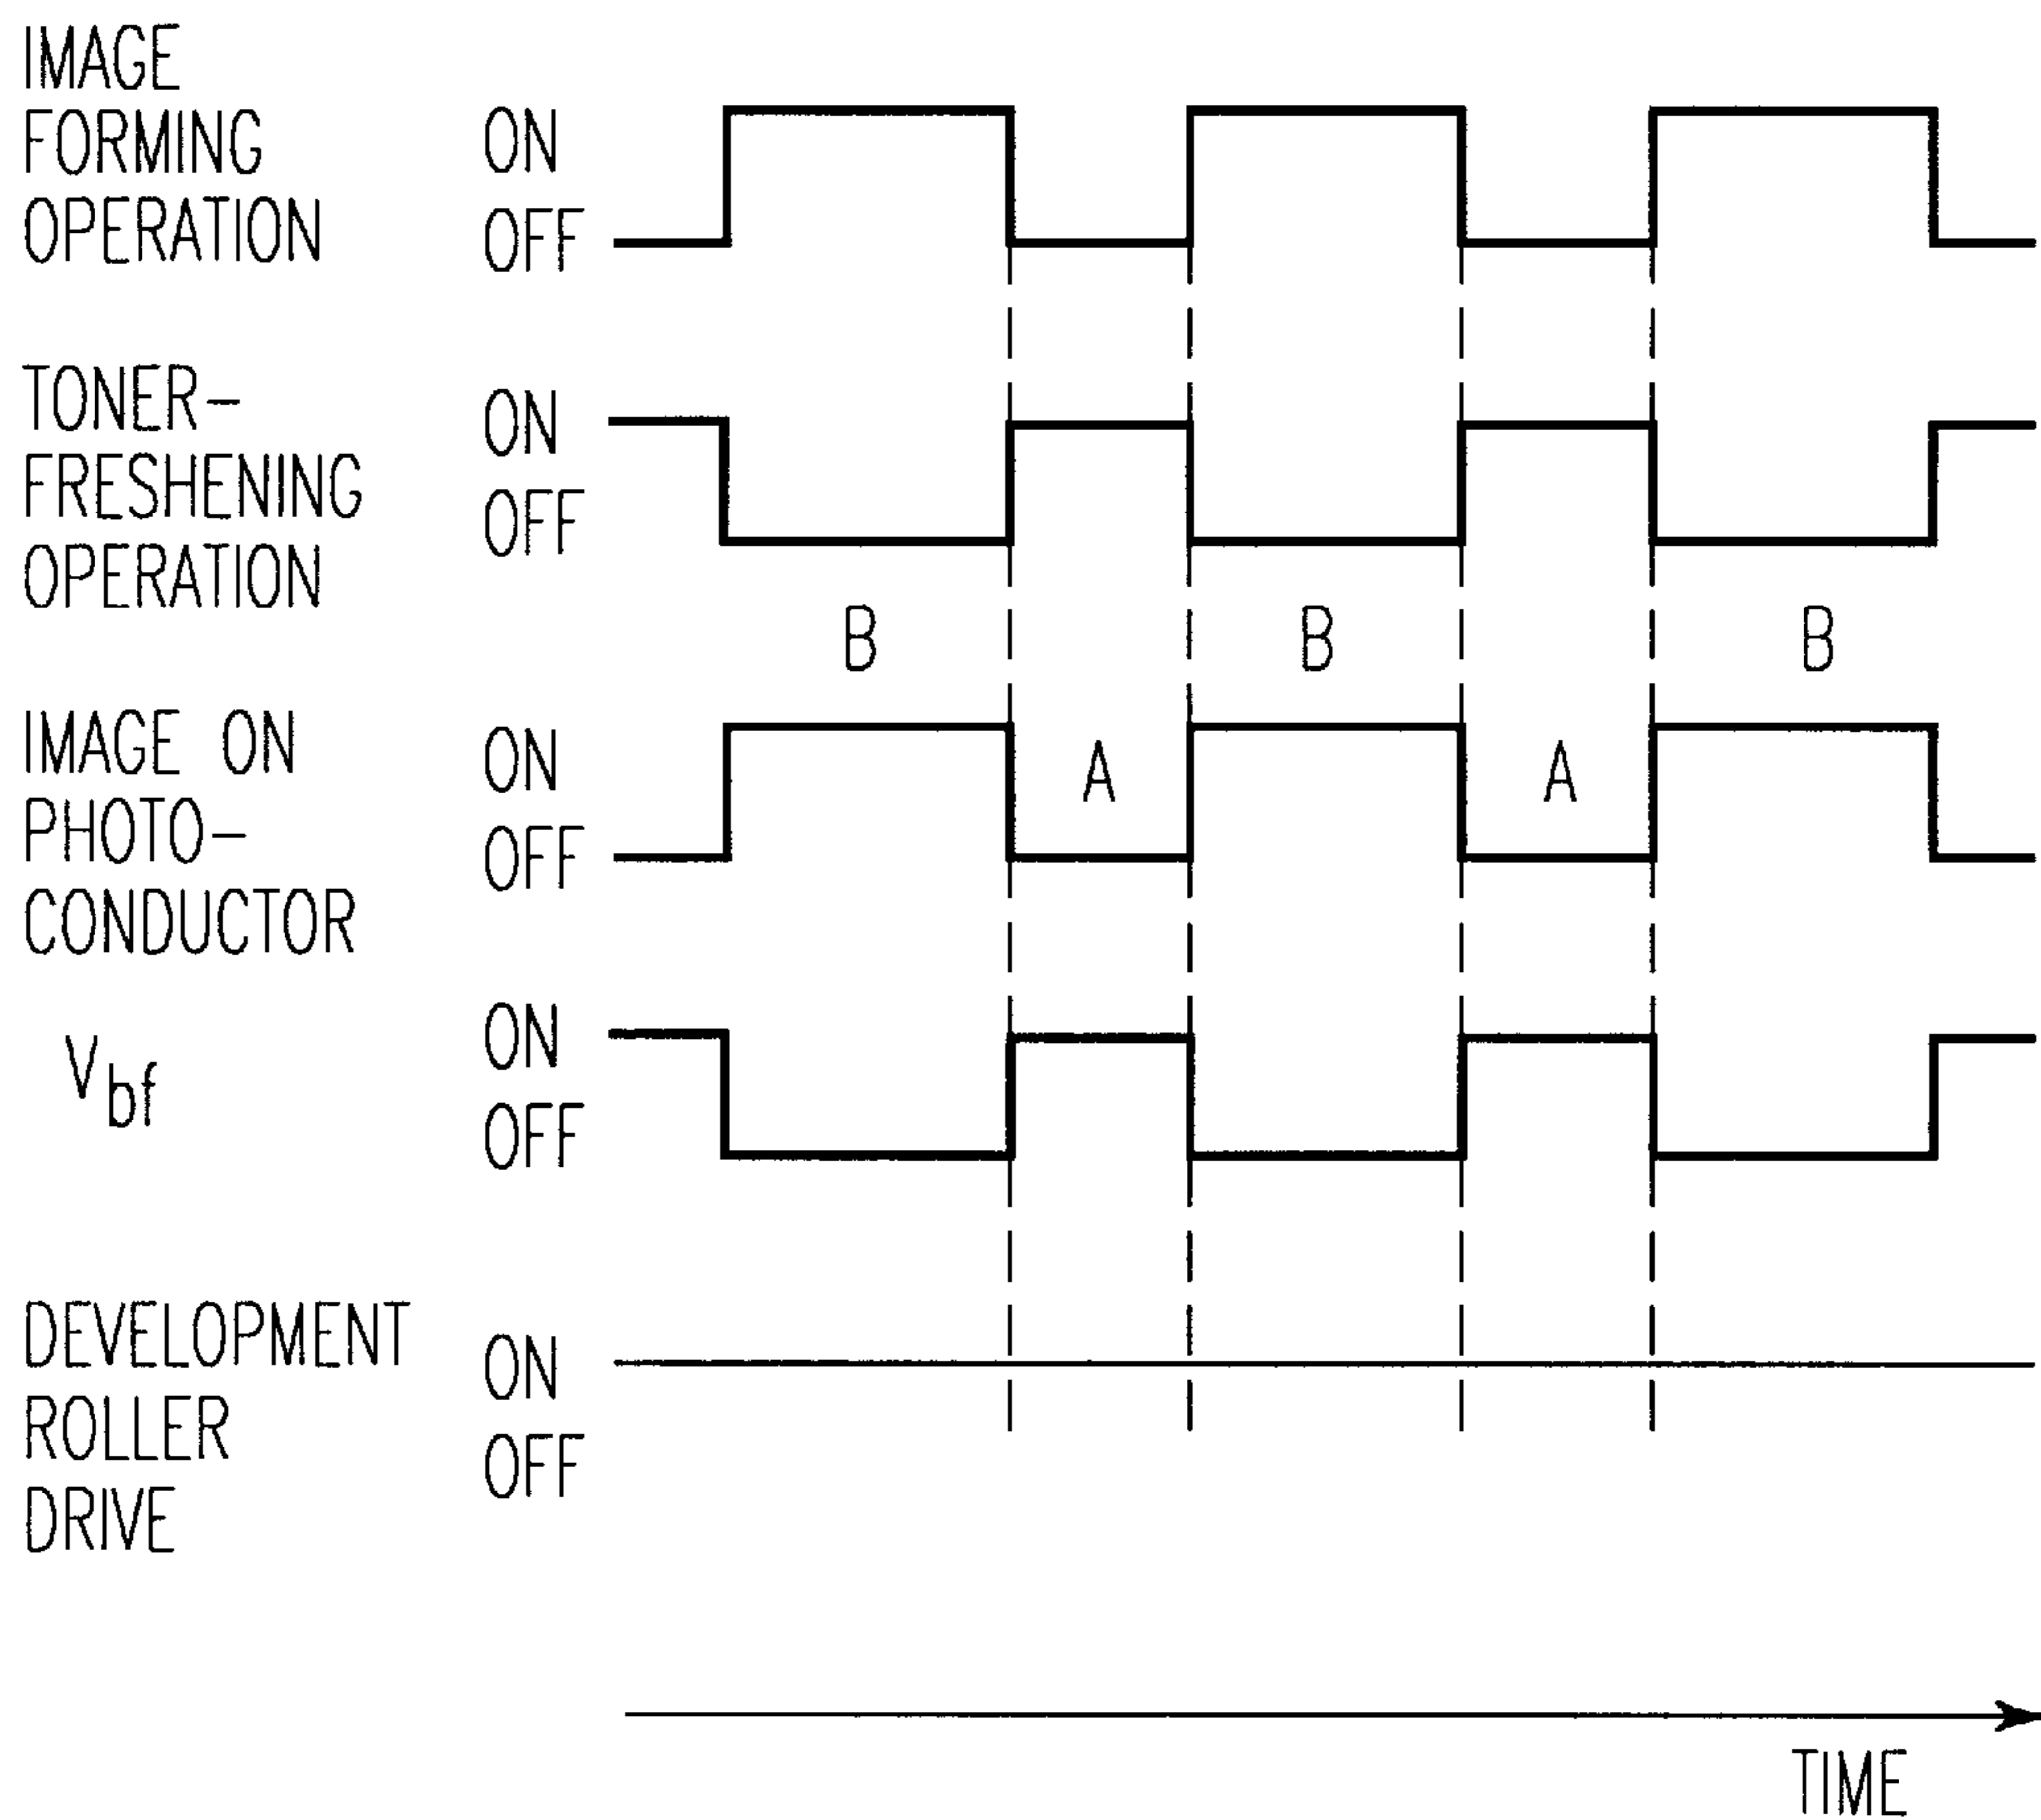 IMAGE
FORMING
OPERATION
ON
OFF
TONER-
FRESHENING
OPERATION
ON
OFF
B B B
IMAGE ON
PHOTO-
CONDUCTOR
ON
OFF
A A
Vbf
ON
OFF
DEVELOPMENT
ROLLER
DRIVE
ON
OFF
TIME